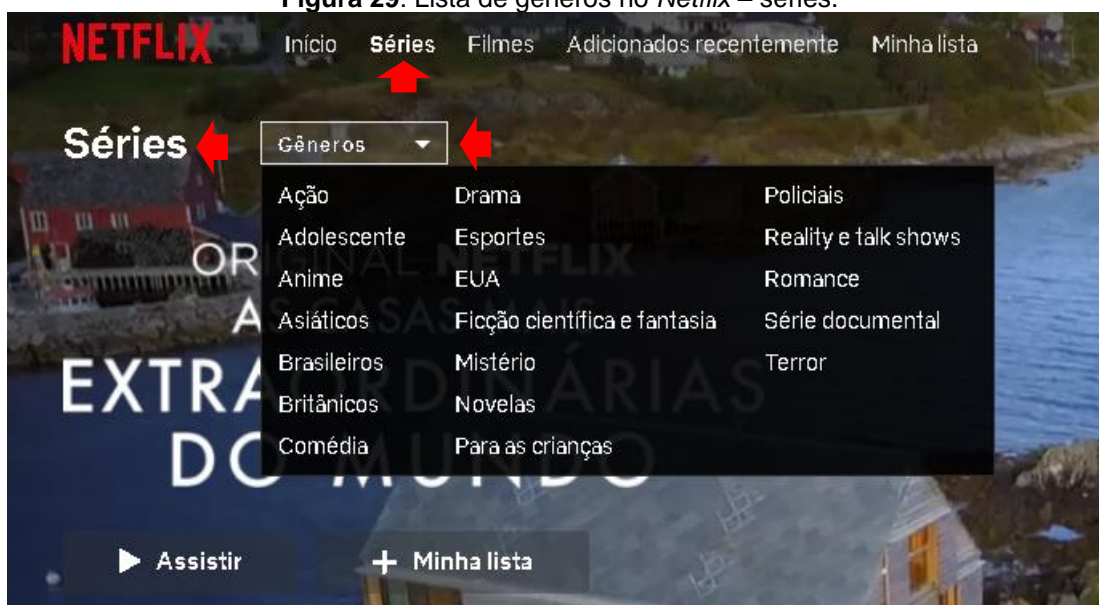 Figura 29. Lista de gêneros no Netflix – séries.
NETFLIX Início Séries Filmes Adicionados recentemente Minha lista
Séries Gêneros
Ação Drama Policiais
Adolescente Esportes Reality e talk shows
Anime EUA Romance
Asiáticos Ficção científica e fantasia Série documental
Brasileiros Mistério Terror
Britânicos Novelas
Comédia Para as crianças
ORIGINAL NETFLIX
AS CASAS MAIS
EXTRAORDINÁRIAS
DO MUNDO
Assistir + Minha lista